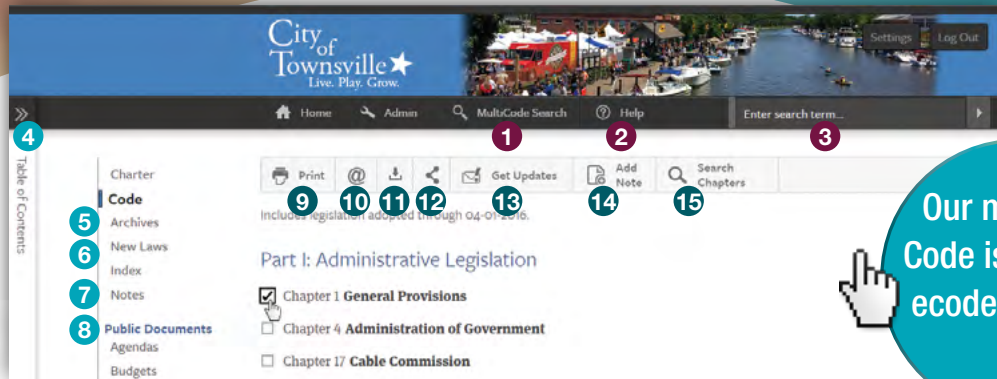 City
of
Townsville
Live. Play. Grow.
Settings Log Out
Home Admin MultiCode Search Help Enter search term...
1 2 3
4
Table of Contents
Charter
Code
5 Archives
6 New Laws
Index
7 Notes
8 Public Documents
Agendas
Budgets
Print @ Get Updates Add Note Search Chapters
9 10 11 12 13 14 15
Includes legislation adopted through 04-01-2016.
Part I: Administrative Legislation
Chapter 1 General Provisions
Chapter 4 Administration of Government
Chapter 17 Cable Commission
Our
Code
ecode